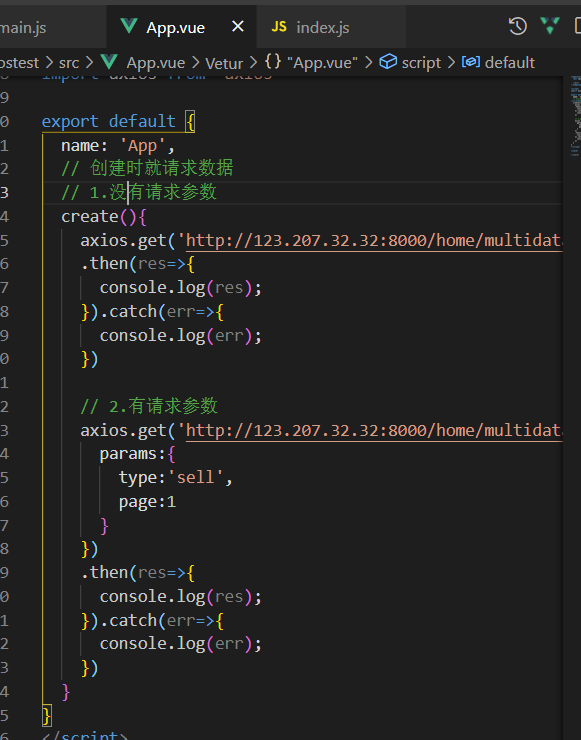 main.js
App.vue
JS index.js
ostest > src > App.vue > Vetur > {} "App.vue" > script > default
import axios from 'axios'
9
0 export default {
1 name: 'App',
2 // 创建时就请求数据
3 // 1.没有请求参数
4 create(){
5 axios.get('http://123.207.32.32:8000/home/multidat
6 .then(res=>{
7 console.log(res);
8 }).catch(err=>{
9 console.log(err);
0 })
1
2 // 2.有请求参数
3 axios.get('http://123.207.32.32:8000/home/multidat
4 params:{
5 type:'sell',
6 page:1
7 }
8 })
9 .then(res=>{
0 console.log(res);
1 }).catch(err=>{
2 console.log(err);
3 })
4 }
5 }
6 </script>